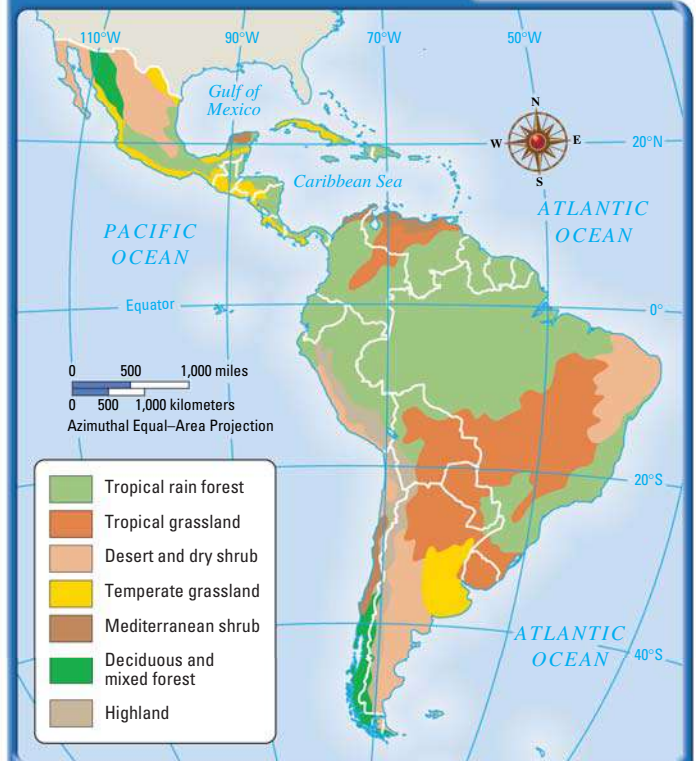 110°W 90°W 70°W 50°W
Gulf of
Mexico
N
W E
S
20°N
Caribbean Sea
ATLANTIC
OCEAN
PACIFIC
OCEAN
Equator
0°
0 500 1,000 miles
0 500 1,000 kilometers
Azimuthal Equal–Area Projection
20°S
Tropical rain forest
Tropical grassland
Desert and dry shrub
Temperate grassland
Mediterranean shrub
Deciduous and
mixed forest
Highland
ATLANTIC
OCEAN
40°S